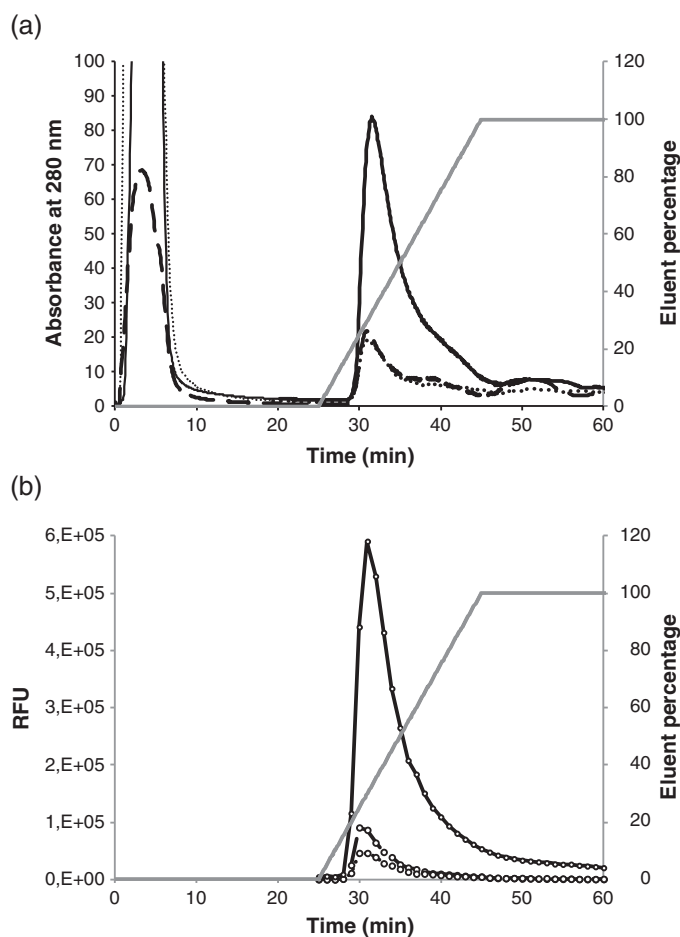 (a)
Absorbance at 280 nm
100
90
80
70
60
50
40
30
20
10
0
120
100
80
60
40
20
0
Eluent percentage
0 10 20 30 40 50 60
Time (min)
(b)
RFU
6,E+05
5,E+05
4,E+05
3,E+05
2,E+05
1,E+05
0,E+00
120
100
80
60
40
20
0
Eluent percentage
0 10 20 30 40 50 60
Time (min)